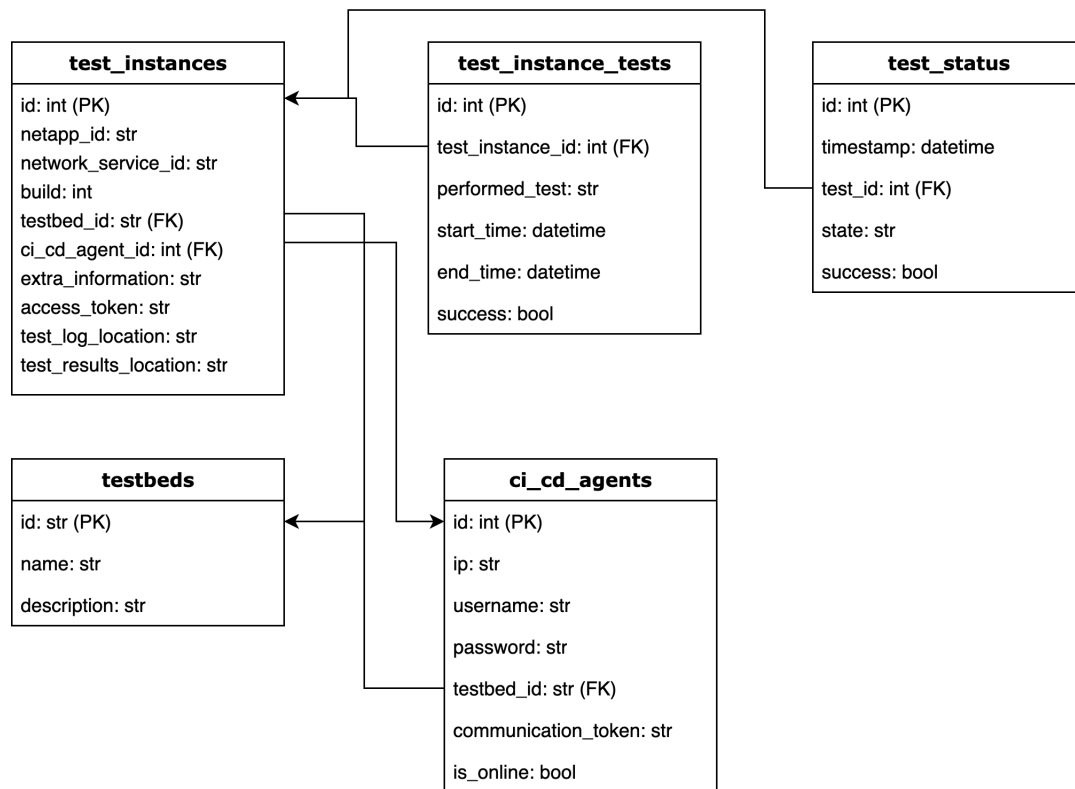 test_instances
id: int (PK)
netapp_id: str
network_service_id: str
build: int
testbed_id: str (FK)
ci_cd_agent_id: int (FK)
extra_information: str
access_token: str
test_log_location: str
test_results_location: str
test_instance_tests
id: int (PK)
test_instance_id: int (FK)
performed_test: str
start_time: datetime
end_time: datetime
success: bool
test_status
id: int (PK)
timestamp: datetime
test_id: int (FK)
state: str
success: bool
testbeds
id: str (PK)
name: str
description: str
ci_cd_agents
id: int (PK)
ip: str
username: str
password: str
testbed_id: str (FK)
communication_token: str
is_online: bool